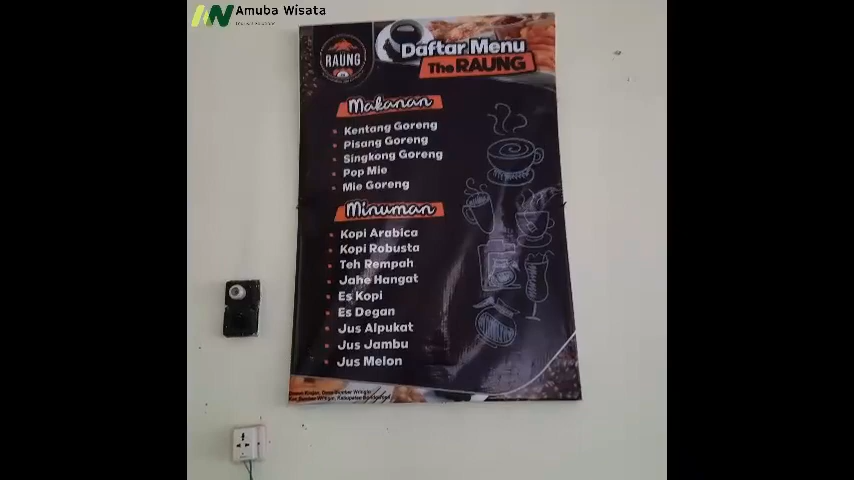 Amuba Wisata
RAUNG
Daftar Menu
The RAUNG
Makanan
Kentang Goreng
Pisang Goreng
Singkong Goreng
Pop Mie
Mie Goreng
Minuman
Kopi Arabica
Kopi Robusta
Teh Rempah
Jahe Hangat
Es Kopi
Es Degan
Jus Alpukat
Jus Jambu
Jus Melon